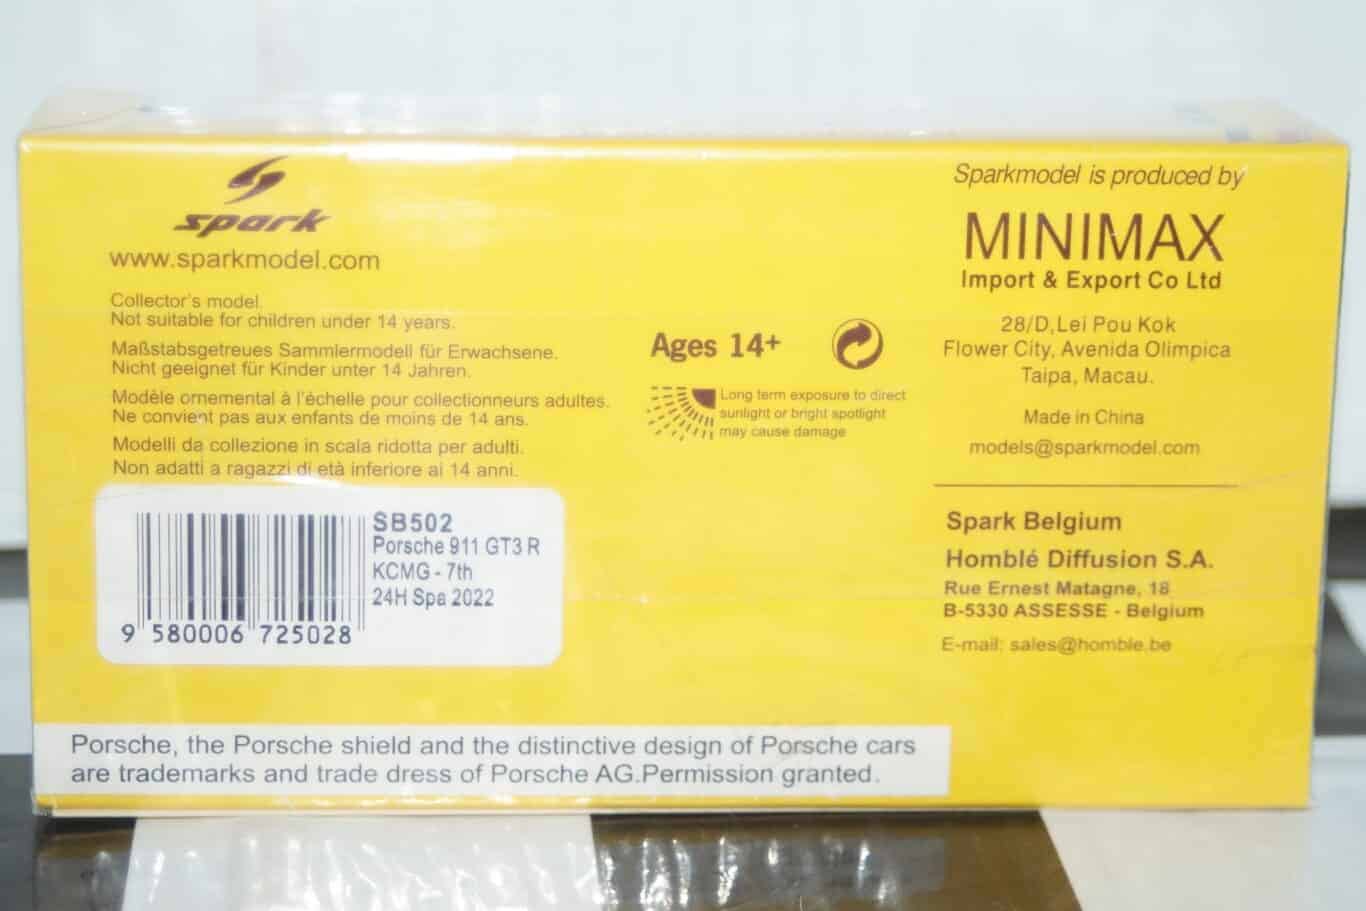 spark
www.sparkmodel.com
Collector's model.
Not suitable for children under 14 years.
Maßstabsgetreues Sammlermodell für Erwachsene.
Nicht geeignet für Kinder unter 14 Jahren.
Modèle ornemental à l'échelle pour collectionneurs adultes.
Ne convient pas aux enfants de moins de 14 ans.
Modelli da collezione in scala ridotta per adulti.
Non adatti a ragazzi di età inferiore ai 14 anni.
SB502
Porsche 911 GT3 R
KCMG - 7th
24H Spa 2022
9 580006 725028
Ages 14+
Long term exposure to direct
sunlight or bright spotlight
may cause damage
Sparkmodel is produced by
MINIMAX
Import & Export Co Ltd
28/D,Lei Pou Kok
Flower City, Avenida Olimpica
Taipa, Macau.
Made in China
models@sparkmodel.com
Spark Belgium
Homblé Diffusion S.A.
Rue Ernest Matagne, 18
B-5330 ASSESSE - Belgium
E-mail: sales@homble.be
Porsche, the Porsche shield and the distinctive design of Porsche cars
are trademarks and trade dress of Porsche AG.Permission granted.